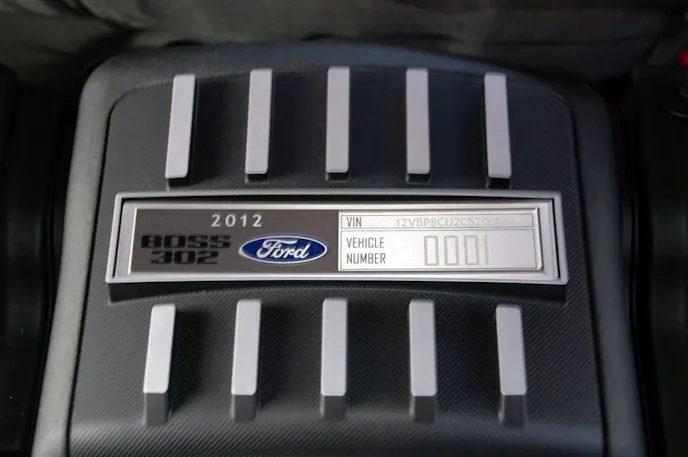 2012
BOSS
302
Ford
VIN
VEHICLE
NUMBER
0001